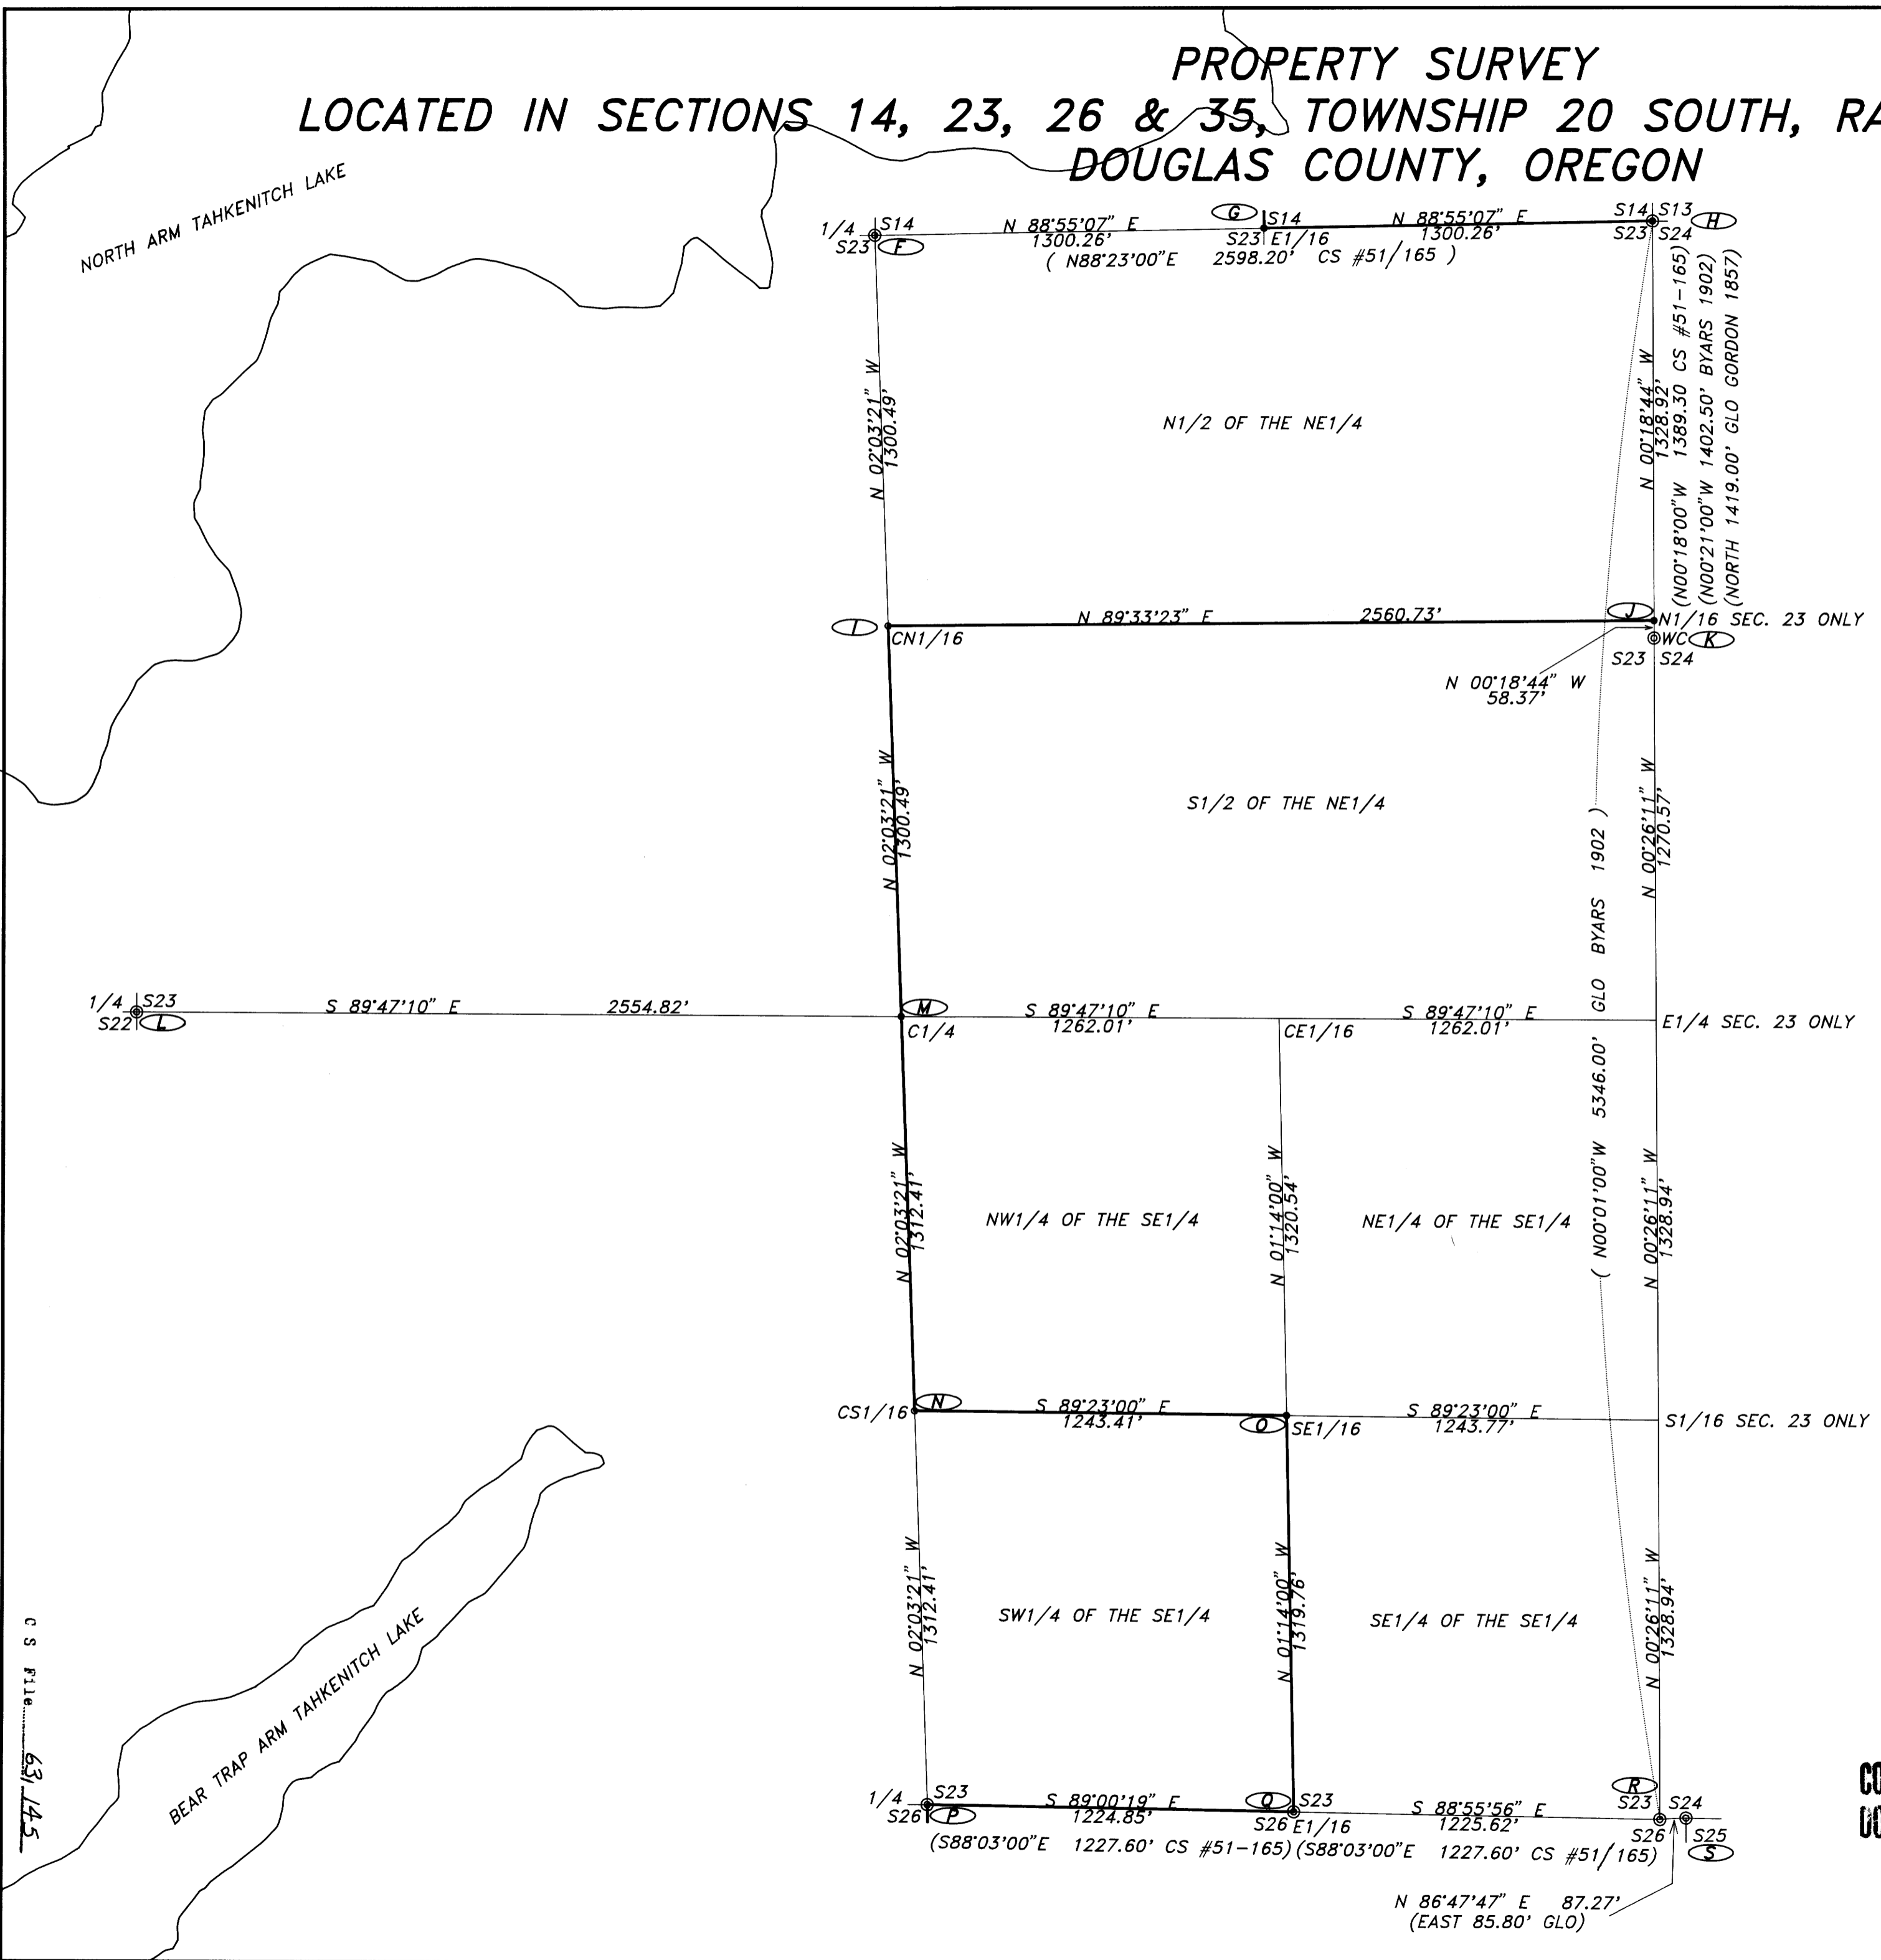 PROPERTY SURVEY
LOCATED IN SECTIONS 14, 23, 26 & 35, TOWNSHIP 20 SOUTH, RA
DOUGLAS COUNTY, OREGON
NORTH ARM TAHKENITCH LAKE
1/4 S14
S23 F
N 88°55'07" E
1300.26'
G S14
S23 E1/16
N 88°55'07" E
1300.26'
( N88°23'00"E 2598.20' CS #51/165 )
S14 S13 H
S23 S24
N 02°03'21" W
1300.49'
N1/2 OF THE NE1/4
N 00°18'44" W
1328.92'
(N00°18'00"W 1389.30 CS #51-165)
(N00°21'00"W 1402.50' BYARS 1902)
(NORTH 1419.00' GLO GORDON 1857)
I
CN1/16
N 89°33'23" E 2560.73'
J
N1/16 SEC. 23 ONLY
WC K
S23 S24
N 00°18'44" W
58.37'
N 02°03'21" W
1300.49'
S1/2 OF THE NE1/4
( N00°01'00"W 5346.00' GLO BYARS 1902 )
N 00°26'11" W
1270.57'
1/4 S23
S22 L
S 89°47'10" E 2554.82'
M
C1/4
S 89°47'10" E
1262.01'
CE1/16
S 89°47'10" E
1262.01'
E1/4 SEC. 23 ONLY
N 02°03'21" W
1312.41'
NW1/4 OF THE SE1/4
N 01°14'00" W
1320.54'
NE1/4 OF THE SE1/4
N 00°26'11" W
1328.94'
CS1/16
N
S 89°23'00" E
1243.41'
O
SE1/16
S 89°23'00" E
1243.77'
S1/16 SEC. 23 ONLY
N 02°03'21" W
1312.41'
SW1/4 OF THE SE1/4
N 01°14'00" W
1319.76'
SE1/4 OF THE SE1/4
N 00°26'11" W
1328.94'
BEAR TRAP ARM TAHKENITCH LAKE
C S File 63/145
1/4 S23
S26 P
S 89°00'19" E
1224.85'
Q S23
S26 E1/16
S 88°55'56" E
1225.62'
R
S23 S24
S26 S25
S
(S88°03'00"E 1227.60' CS #51-165)
(S88°03'00"E 1227.60' CS #51/165)
N 86°47'47" E 87.27'
(EAST 85.80' GLO)
CO